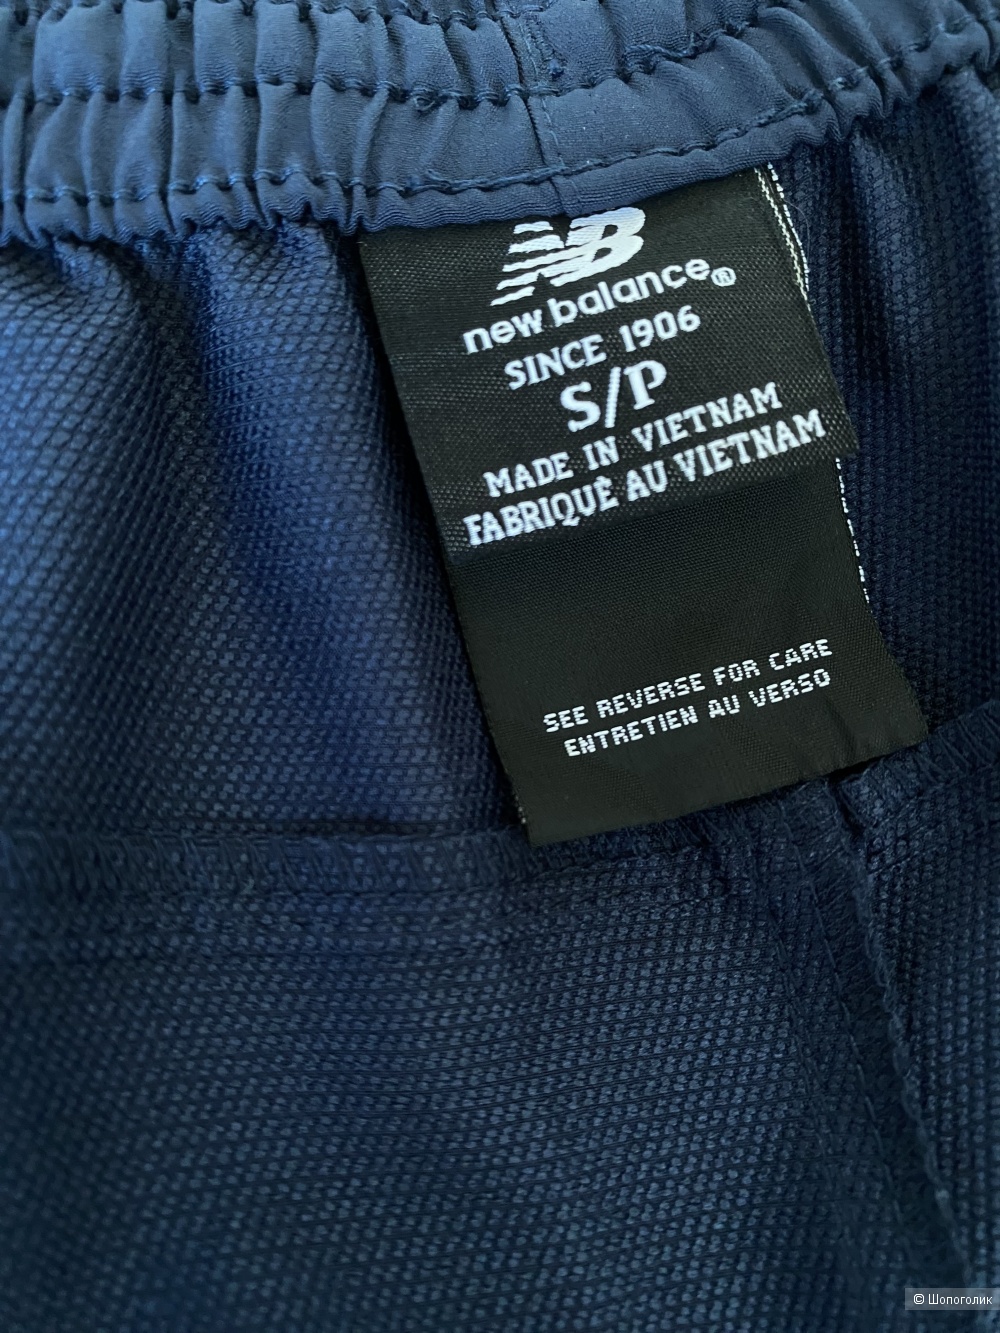 NB
new balance®
SINCE 1906
S/P
MADE IN VIETNAM
FABRIQUÉ AU VIETNAM
SEE REVERSE FOR CARE
ENTRETIEN AU VERSO
© Шопоголик